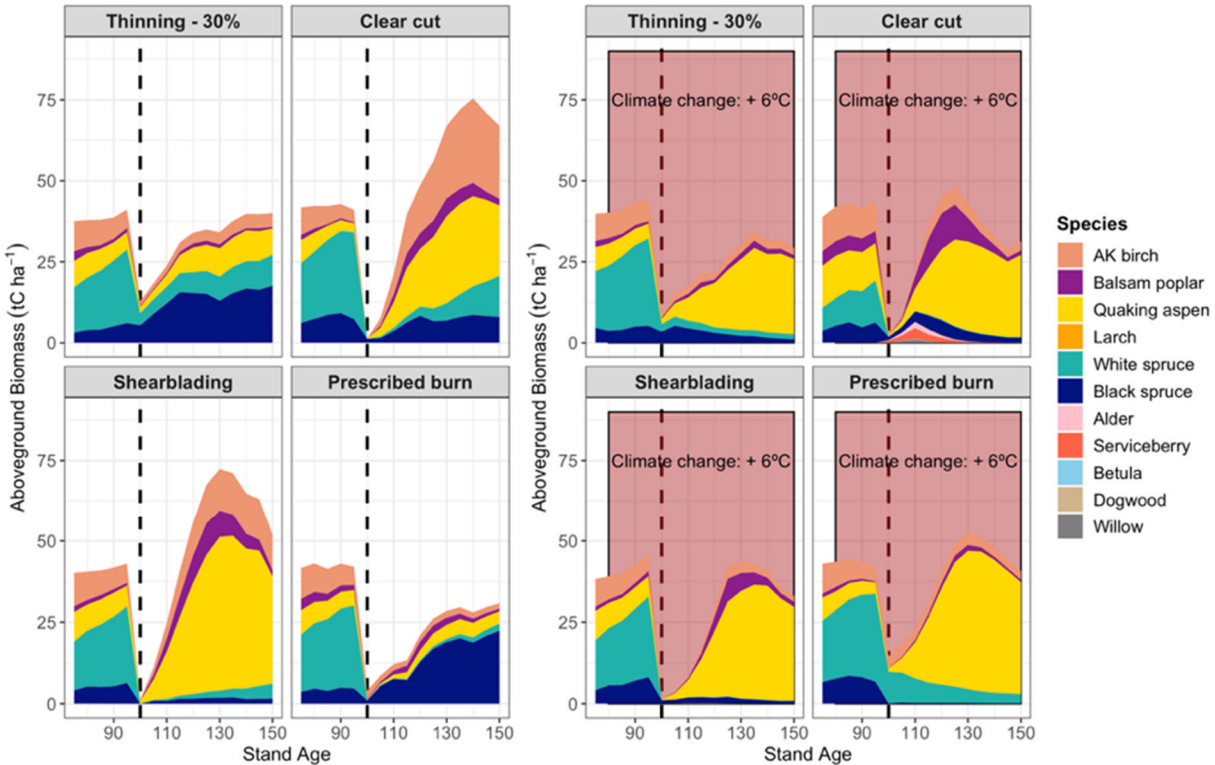 Thinning - 30%
Clear cut
Thinning - 30%
Clear cut
Aboveground Biomass (tC ha⁻¹)
75
50
25
0
Aboveground Biomass (tC ha⁻¹)
75
50
25
0
Climate change: + 6ºC
Climate change: + 6ºC
Shearblading
Prescribed burn
Shearblading
Prescribed burn
75
50
25
0
75
50
25
0
Climate change: + 6ºC
Climate change: + 6ºC
90 110 130 150
90 110 130 150
90 110 130 150
90 110 130 150
Stand Age
Stand Age
Species
AK birch
Balsam poplar
Quaking aspen
Larch
White spruce
Black spruce
Alder
Serviceberry
Betula
Dogwood
Willow